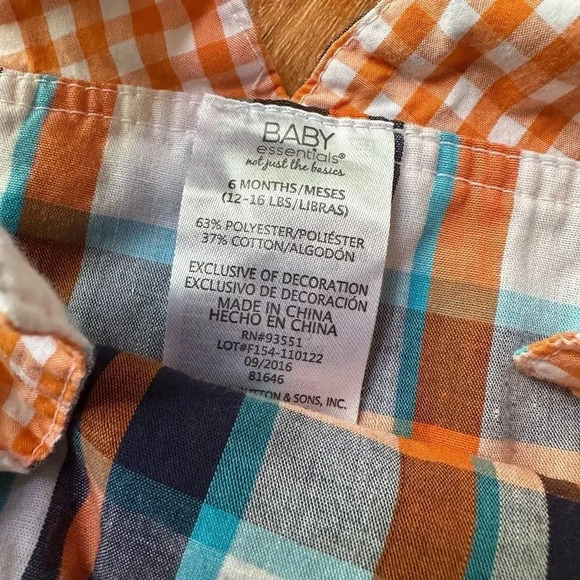 BABY
essentials®
not just the basics
6 MONTHS/MESES
(12-16 LBS/LIBRAS)
63% POLYESTER/POLIÉSTER
37% COTTON/ALGODÓN
EXCLUSIVE OF DECORATION
EXCLUSIVO DE DECORACIÓN
MADE IN CHINA
HECHO EN CHINA
RN#93551
LOT#F154-110122
09/2016
81646
& SONS, INC.